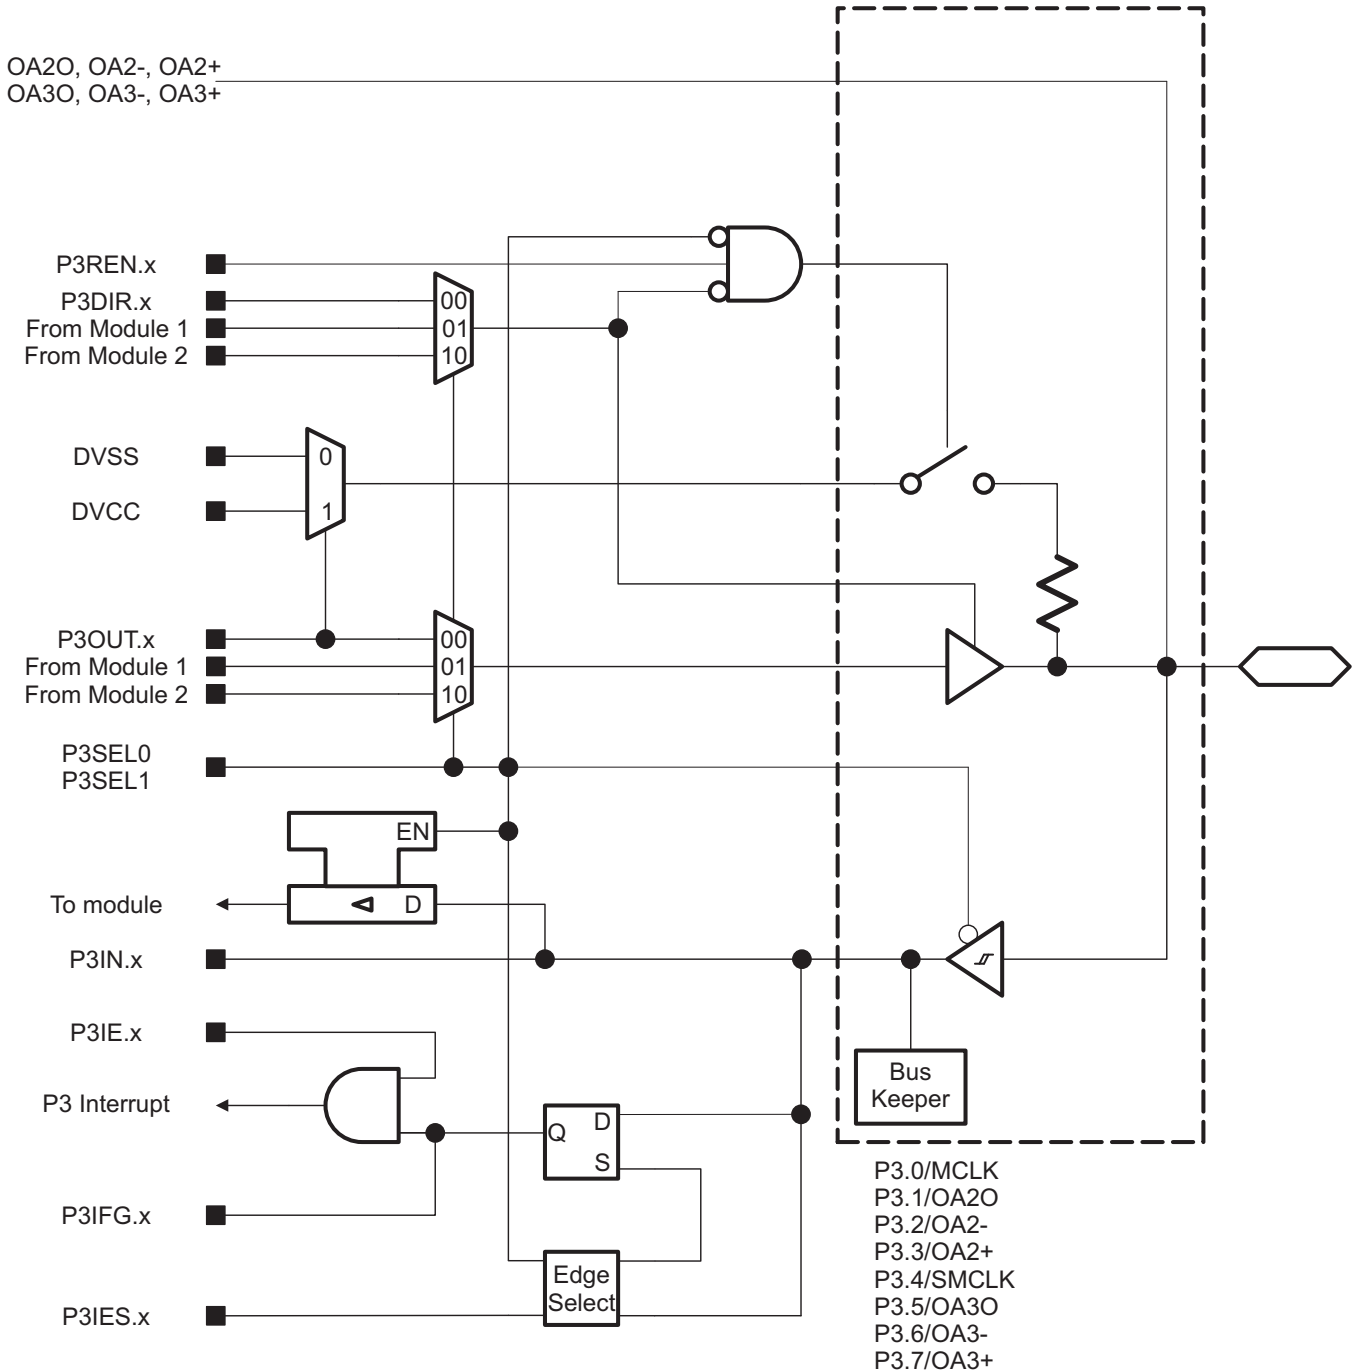 OA2O, OA2-, OA2+
OA3O, OA3-, OA3+
P3REN.x
P3DIR.x
From Module 1
From Module 2
00
01
10
DVSS
DVCC
0
1
P3OUT.x
From Module 1
From Module 2
00
01
10
P3SEL0
P3SEL1
EN
D
To module
P3IN.x
P3IE.x
P3 Interrupt
Bus
Keeper
Q
D
S
P3IFG.x
Edge
Select
P3IES.x
P3.0/MCLK
P3.1/OA2O
P3.2/OA2-
P3.3/OA2+
P3.4/SMCLK
P3.5/OA3O
P3.6/OA3-
P3.7/OA3+